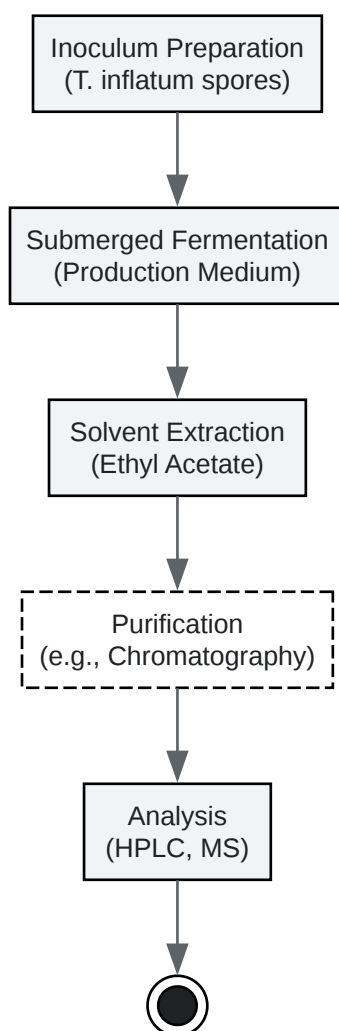 Inoculum Preparation
(T. inflatum spores)
Submerged Fermentation
(Production Medium)
Solvent Extraction
(Ethyl Acetate)
Purification
(e.g., Chromatography)
Analysis
(HPLC, MS)